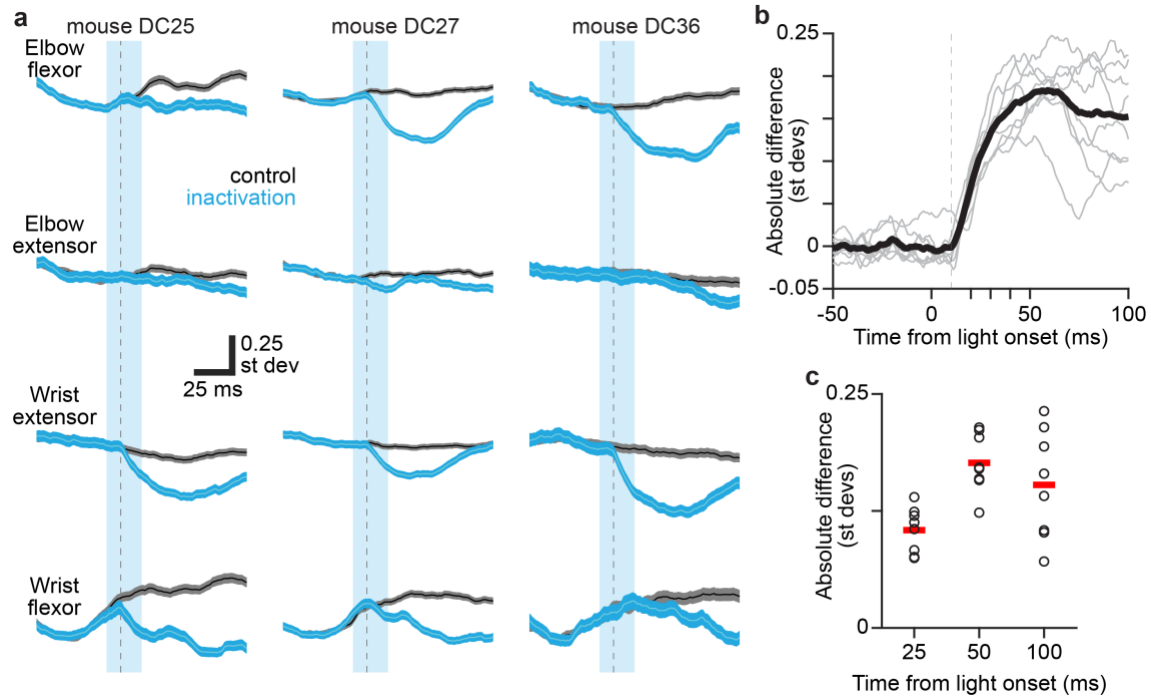 a
mouse DC25
mouse DC27
mouse DC36
Elbow
flexor
control
inactivation
Elbow
extensor
0.25
st dev
25 ms
Wrist
extensor
Wrist
flexor
b
0.25
0
-0.05
Absolute difference
(st devs)
-50
0
50
100
Time from light onset (ms)
c
0.25
0
Absolute difference
(st devs)
25
50
100
Time from light onset (ms)